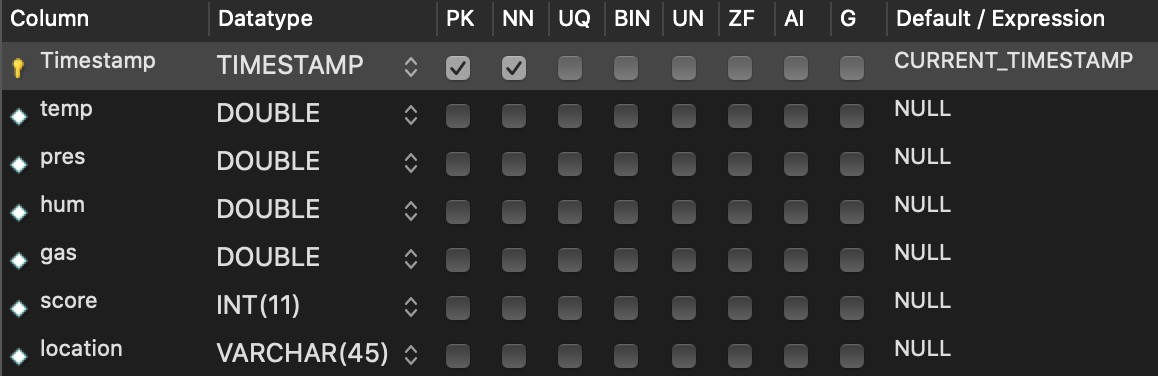 Column Datatype PK NN UQ BIN UN ZF AI G Default / Expression
Timestamp TIMESTAMP CURRENT_TIMESTAMP
temp DOUBLE NULL
pres DOUBLE NULL
hum DOUBLE NULL
gas DOUBLE NULL
score INT(11) NULL
location VARCHAR(45) NULL